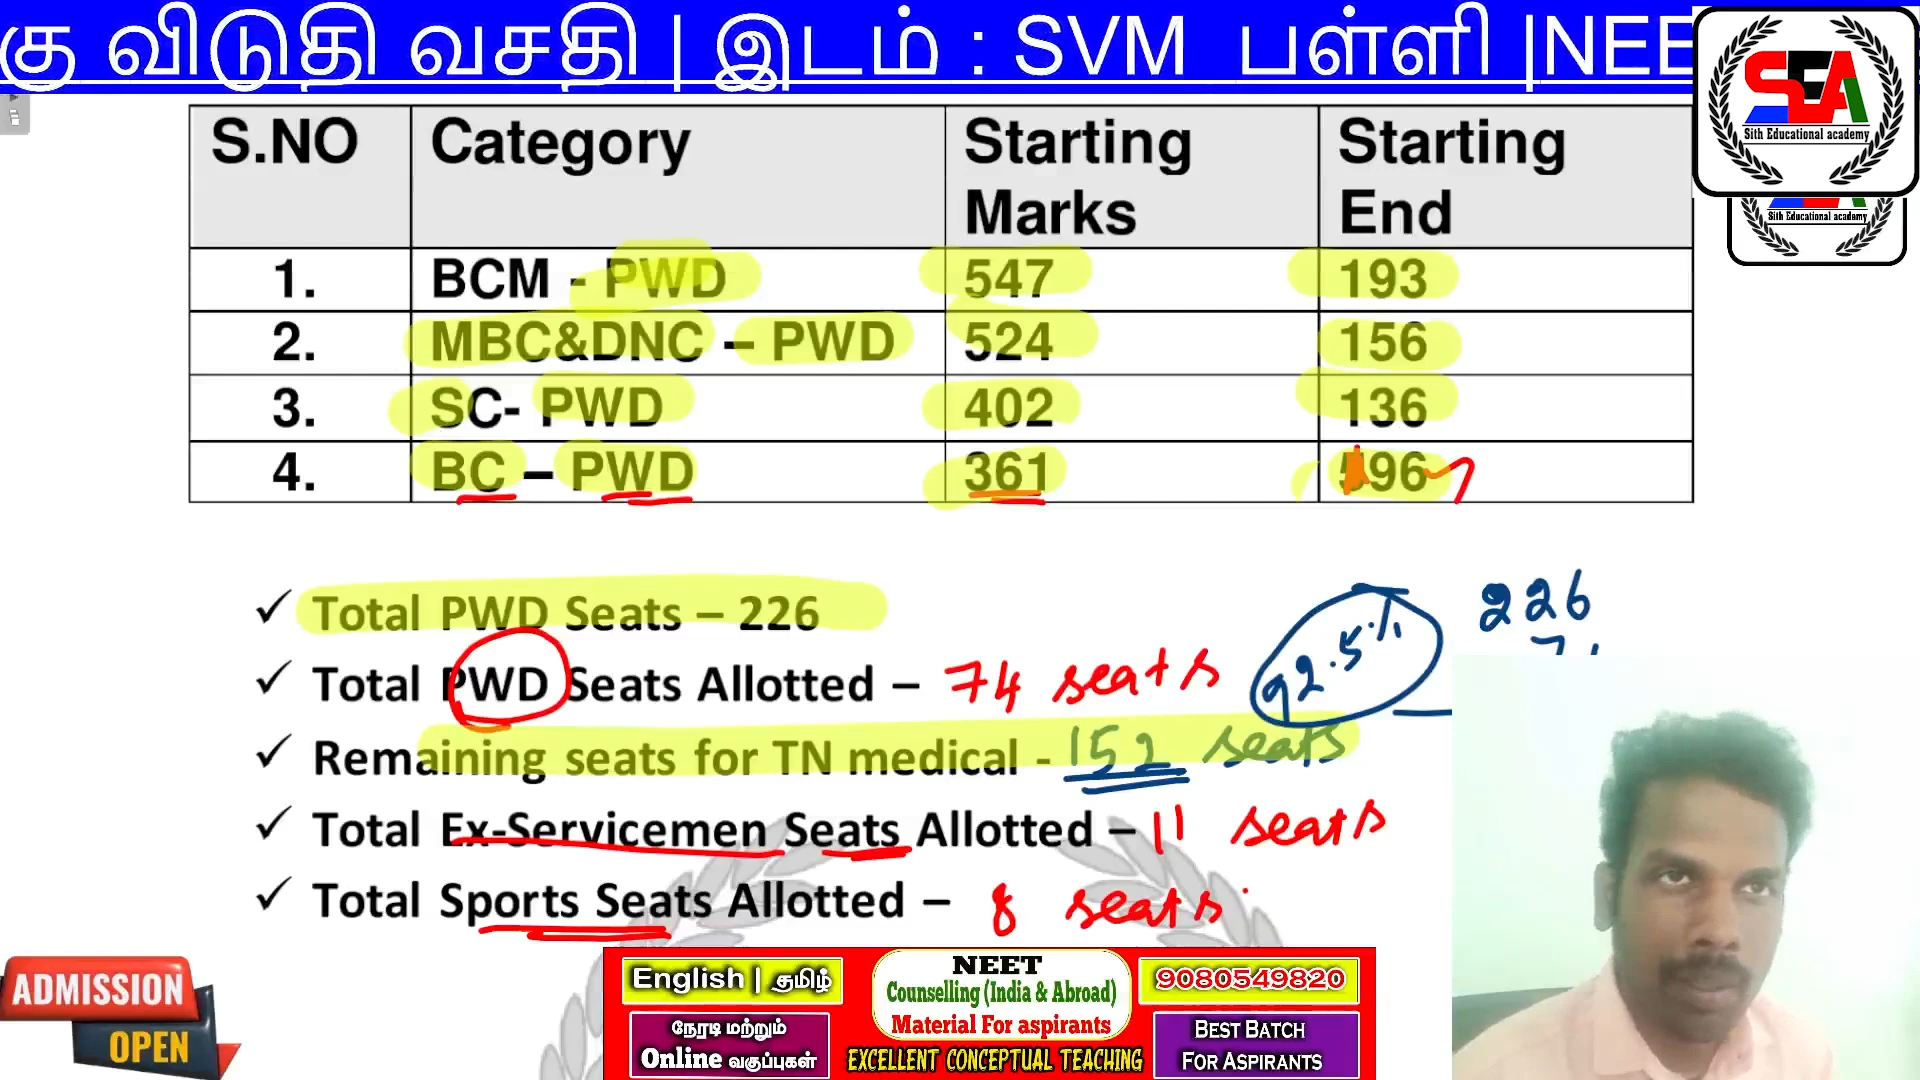 கு விடுதி வசதி | இடம் : SVM பள்ளி |NEE
SEA
Sith Educational academy
Sith Educational academy
S.NO Category Starting Marks Starting End
1. BCM - PWD 547 193
2. MBC&DNC – PWD 524 156
3. SC- PWD 402 136
4. BC – PWD 361 96
✓ Total PWD Seats – 226
✓ Total PWD Seats Allotted – 74 seats
92.5%
226
✓ Remaining seats for TN medical - 152 seats
✓ Total Ex-Servicemen Seats Allotted – 11 seats
✓ Total Sports Seats Allotted – 8 seats
ADMISSION
OPEN
English | தமிழ்
நேரடி மற்றும்
Online வகுப்புகள்
NEET
Counselling (India & Abroad)
Material For aspirants
EXCELLENT CONCEPTUAL TEACHING
9080549820
BEST BATCH
FOR ASPIRANTS